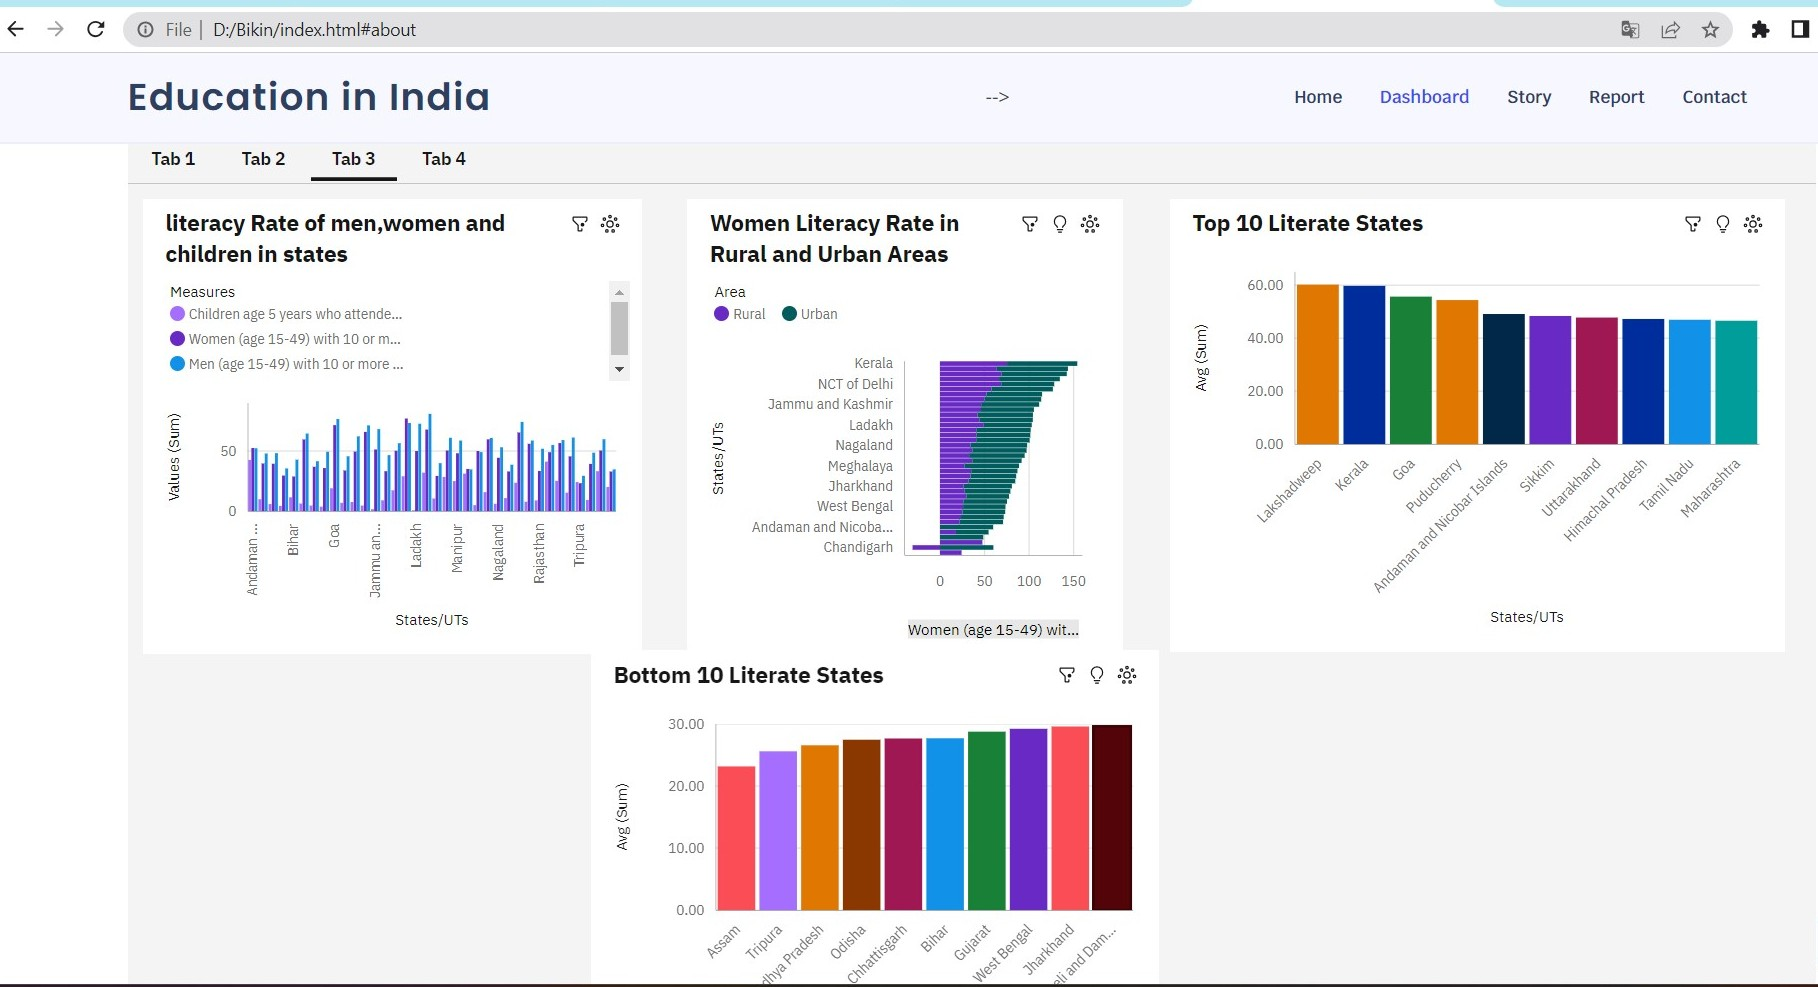 File | D:/Bikin/index.html#about
Education in India
-->
Home Dashboard Story Report Contact
Tab 1 Tab 2 Tab 3 Tab 4
literacy Rate of men,women and
children in states
Measures
Children age 5 years who attende...
Women (age 15-49) with 10 or m...
Men (age 15-49) with 10 or more ...
Values (Sum)
50
0
Andaman ...
Bihar
Goa
Jammu an...
Ladakh
Manipur
Nagaland
Rajasthan
Tripura
States/UTs
Women Literacy Rate in
Rural and Urban Areas
Area
Rural Urban
States/UTs
Kerala
NCT of Delhi
Jammu and Kashmir
Ladakh
Nagaland
Meghalaya
Jharkhand
West Bengal
Andaman and Nicoba...
Chandigarh
0 50 100 150
Women (age 15-49) wit...
Top 10 Literate States
Avg (Sum)
60.00
40.00
20.00
0.00
Lakshadweep
Kerala
Goa
Puducherry
Andaman and Nicobar Islands
Sikkim
Uttarakhand
Himachal Pradesh
Tamil Nadu
Maharashtra
States/UTs
Bottom 10 Literate States
Avg (Sum)
30.00
20.00
10.00
0.00
Assam
Tripura
dhya Pradesh
Odisha
Chhattisgarh
Bihar
Gujarat
West Bengal
Jharkhand
eli and Dam...